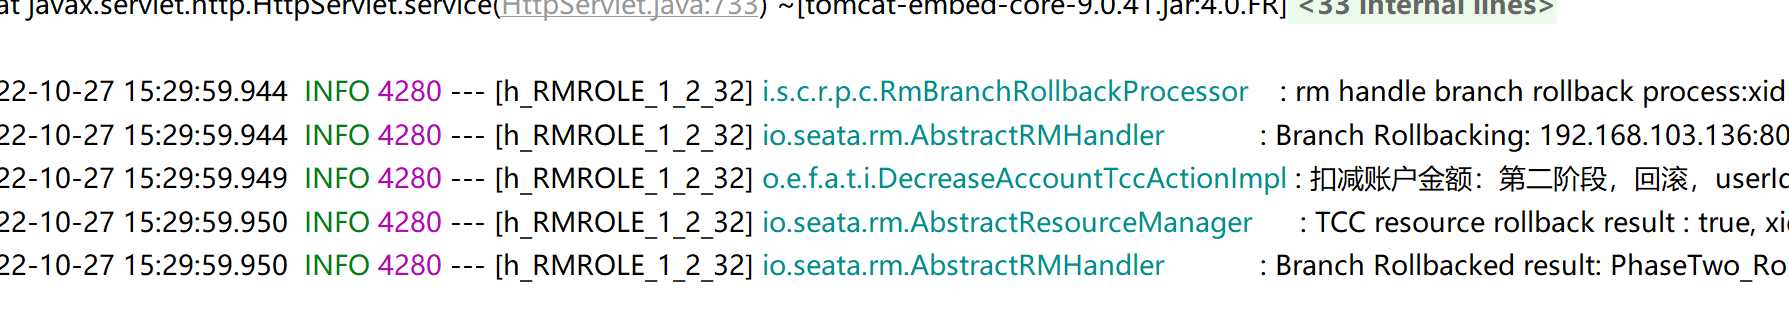 at javax.servlet.http.HttpServlet.service(HttpServlet.java:733) ~[tomcat-embed-core-9.0.41.jar:4.0.FR] <33 internal lines>
22-10-27 15:29:59.944 INFO 4280 --- [h_RMROLE_1_2_32] i.s.c.r.p.c.RmBranchRollbackProcessor : rm handle branch rollback process:xid
22-10-27 15:29:59.944 INFO 4280 --- [h_RMROLE_1_2_32] io.seata.rm.AbstractRMHandler : Branch Rollbacking: 192.168.103.136:80
22-10-27 15:29:59.949 INFO 4280 --- [h_RMROLE_1_2_32] o.e.f.a.t.i.DecreaseAccountTccActionImpl : 扣减账户金额：第二阶段，回滚，userId
22-10-27 15:29:59.950 INFO 4280 --- [h_RMROLE_1_2_32] io.seata.rm.AbstractResourceManager : TCC resource rollback result : true, xi
22-10-27 15:29:59.950 INFO 4280 --- [h_RMROLE_1_2_32] io.seata.rm.AbstractRMHandler : Branch Rollbacked result: PhaseTwo_Ro